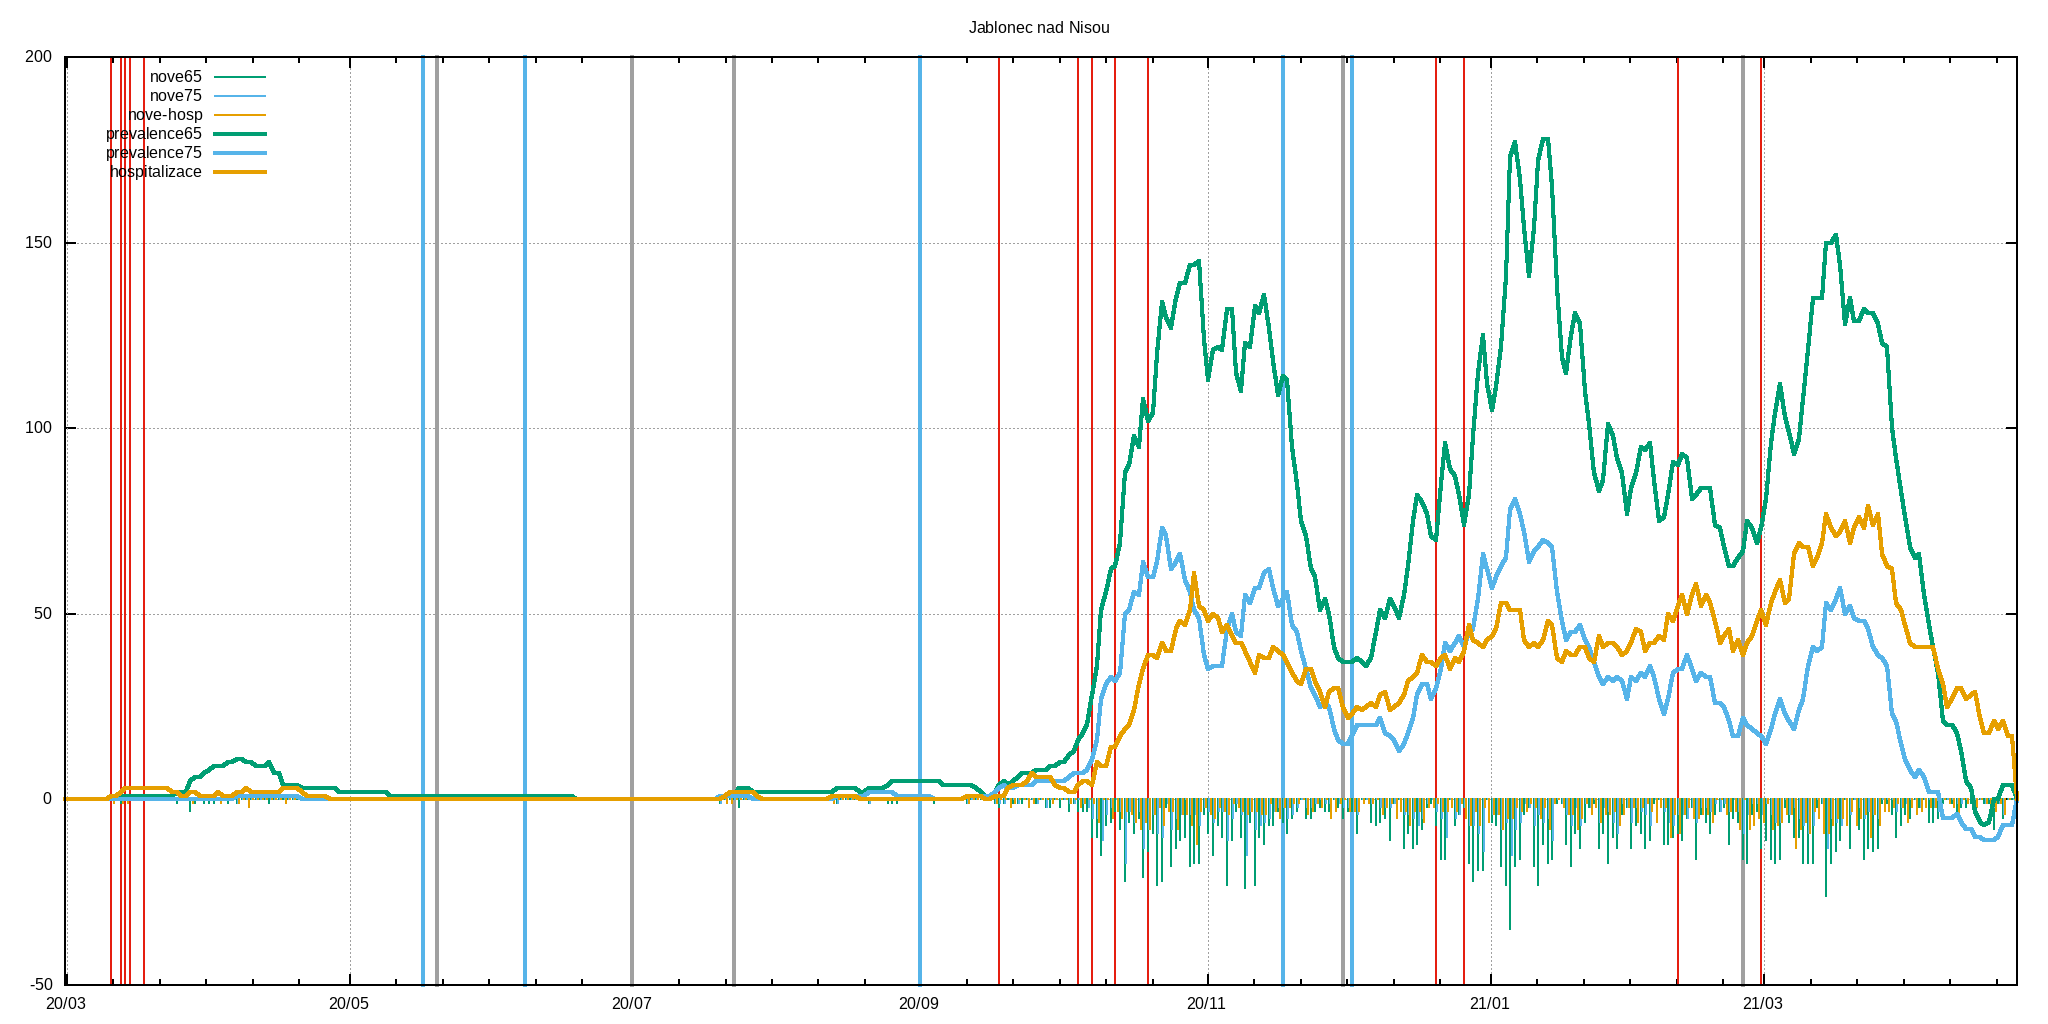 Jablonec nad Nisou
200
nove65
nove75
nove-hosp
prevalence65
prevalence75
hospitalizace
150
100
50
0
-50
20/03 20/05 20/07 20/09 20/11 21/01 21/03